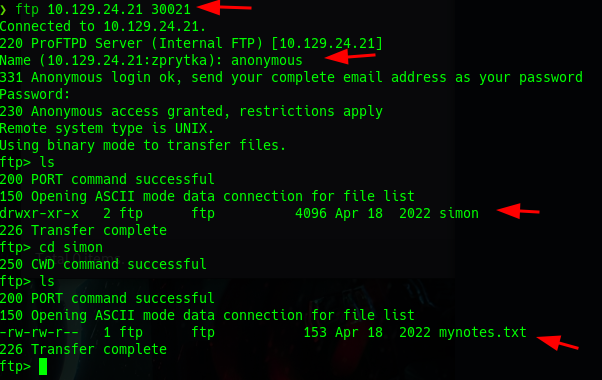 ❯ ftp 10.129.24.21 30021
Connected to 10.129.24.21.
220 ProFTPD Server (Internal FTP) [10.129.24.21]
Name (10.129.24.21:zprytka): anonymous
331 Anonymous login ok, send your complete email address as your password
Password:
230 Anonymous access granted, restrictions apply
Remote system type is UNIX.
Using binary mode to transfer files.
ftp> ls
200 PORT command successful
150 Opening ASCII mode data connection for file list
drwxr-xr-x   2 ftp      ftp          4096 Apr 18  2022 simon
226 Transfer complete
ftp> cd simon
250 CWD command successful
ftp> ls
200 PORT command successful
150 Opening ASCII mode data connection for file list
-rw-rw-r--   1 ftp      ftp           153 Apr 18  2022 mynotes.txt
226 Transfer complete
ftp>